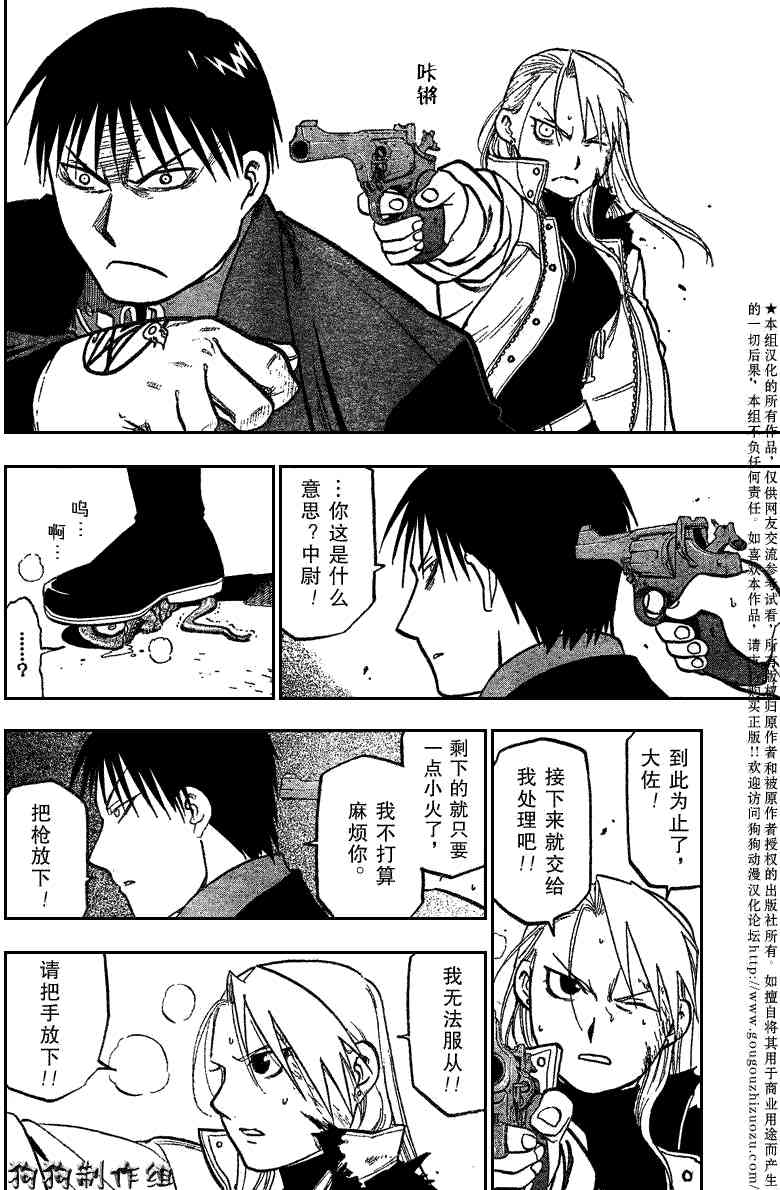 咔
锵
…你这是什么
意思？中尉！
呜…
啊…
……？
到此为止了，
大佐！
接下来就交给
我处理吧！！
剩下的就只要
一点小火了，
我不打算
麻烦你。
把枪放下！
我无法服从！！
请把手放下！！
★本组汉化的所有作品，仅供网友交流参考试看，所有版权归原作者和被原作者授权的出版社所有。如擅自将其用于商业用途而产生
的一切后果，本组不负任何责任。如喜欢本作品，请购买正版！！欢迎访问狗狗动漫汉化论坛http://www.gougouzhizuozu.com/
狗狗制作组